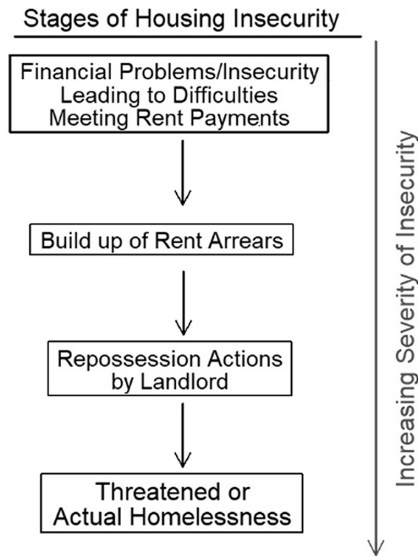 Stages of Housing Insecurity
Financial Problems/Insecurity
Leading to Difficulties
Meeting Rent Payments
Build up of Rent Arrears
Repossession Actions
by Landlord
Threatened or
Actual Homelessness
Increasing Severity of Insecurity